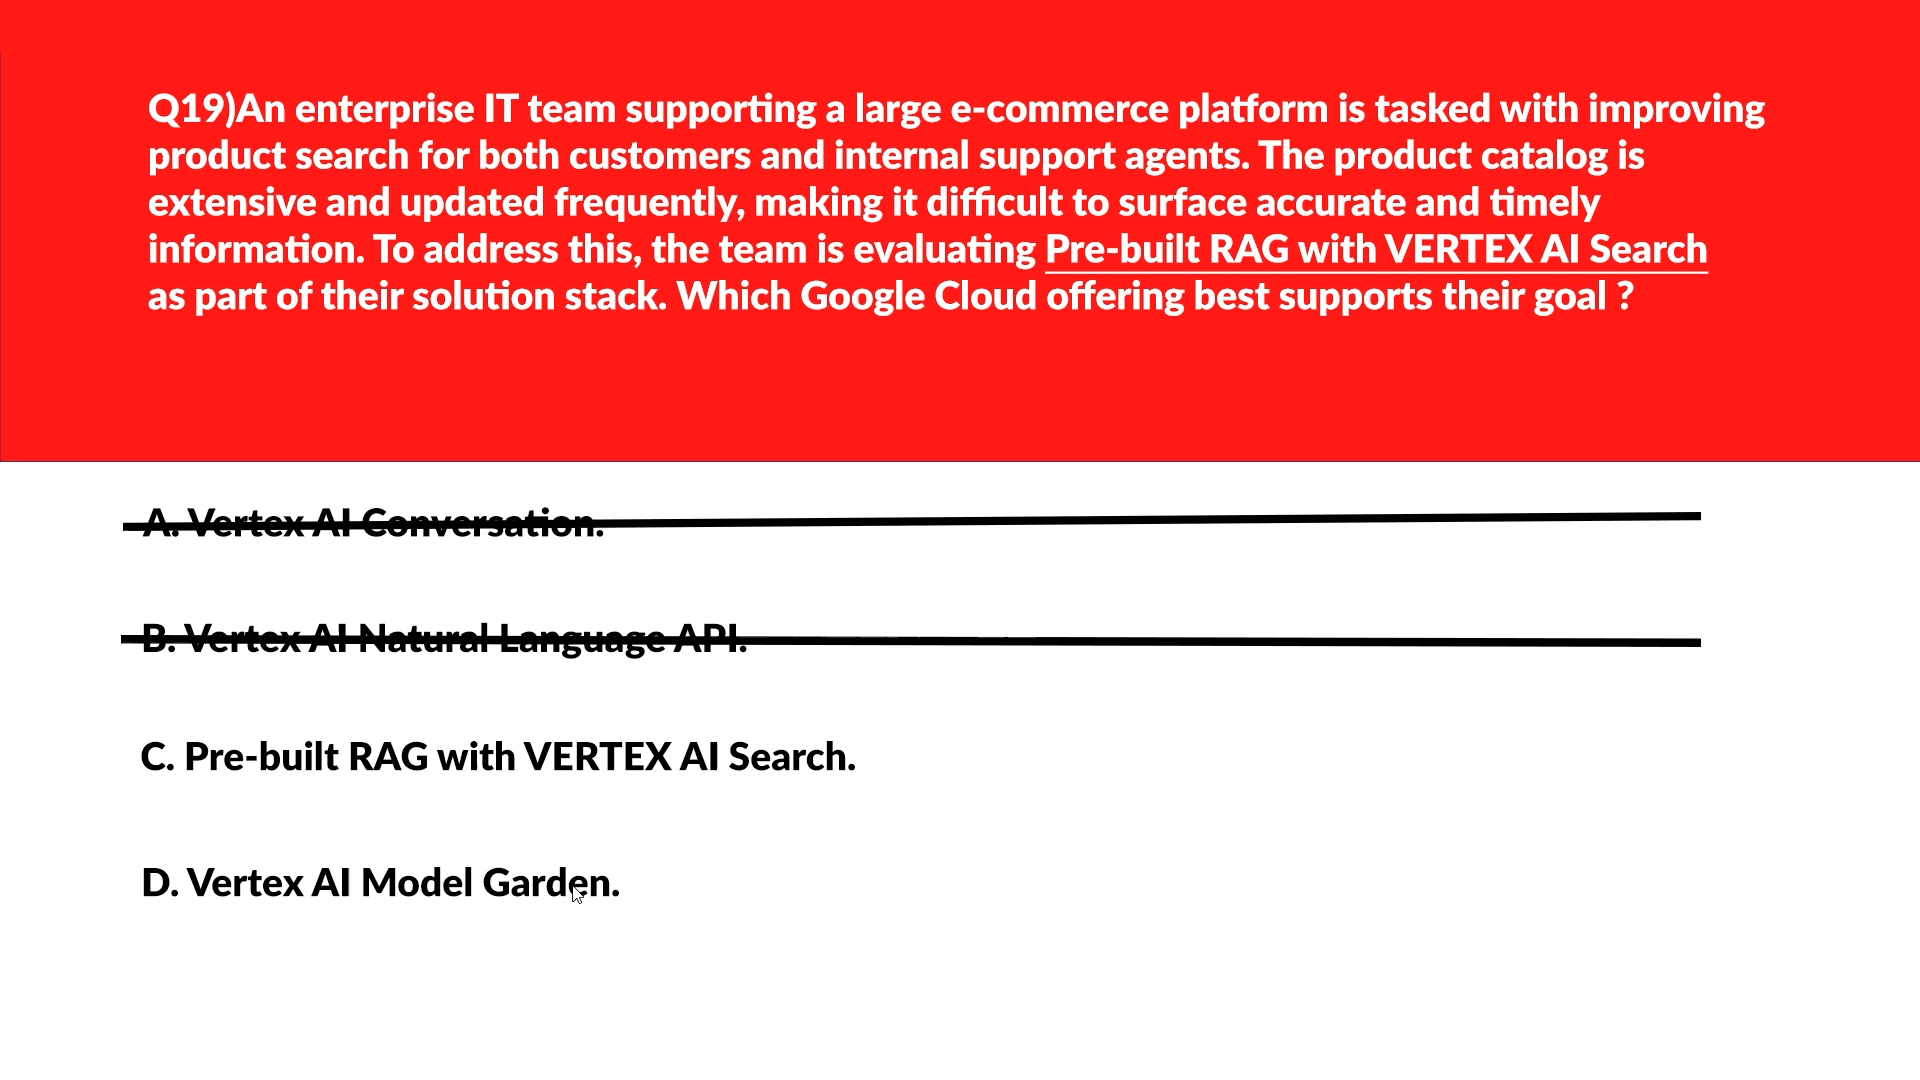 Q19)An enterprise IT team supporting a large e-commerce platform is tasked with improving
product search for both customers and internal support agents. The product catalog is
extensive and updated frequently, making it difficult to surface accurate and timely
information. To address this, the team is evaluating Pre-built RAG with VERTEX AI Search
as part of their solution stack. Which Google Cloud offering best supports their goal ?
A. Vertex AI Conversation.
B. Vertex AI Natural Language API.
C. Pre-built RAG with VERTEX AI Search.
D. Vertex AI Model Garden.